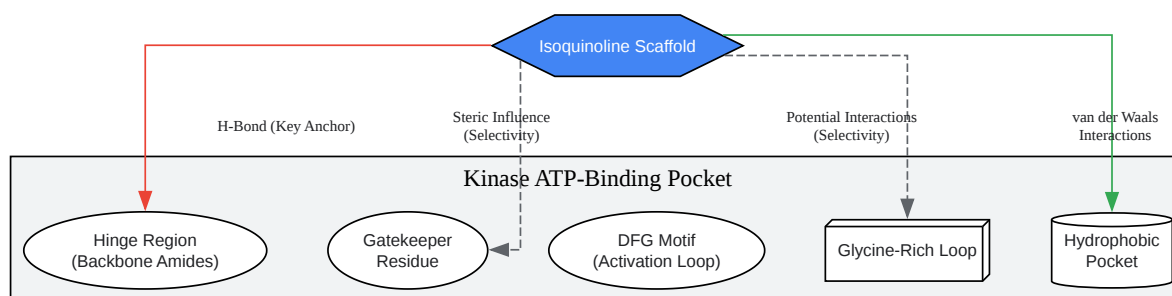 Isoquinoline Scaffold
H-Bond (Key Anchor)
Steric Influence
(Selectivity)
Potential Interactions
(Selectivity)
van der Waals
Interactions
Kinase ATP-Binding Pocket
Hinge Region
(Backbone Amides)
Gatekeeper
Residue
DFG Motif
(Activation Loop)
Glycine-Rich Loop
Hydrophobic
Pocket